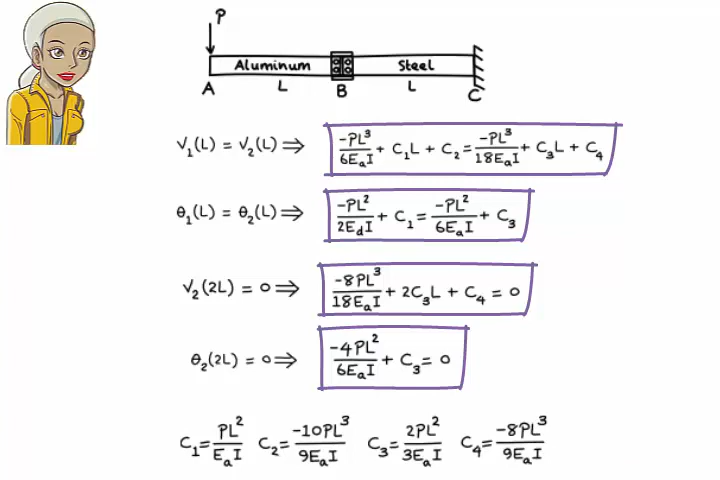 P
Aluminum Steel
A L B L C
V₁(L) = V₂(L) ⟹ -PL³/6EₐI + C₁L + C₂ = -PL³/18EₐI + C₃L + C₄
θ₁(L) = θ₂(L) ⟹ -PL²/2E_dI + C₁ = -PL²/6EₐI + C₃
V₂(2L) = 0 ⟹ -8PL³/18EₐI + 2C₃L + C₄ = 0
θ₂(2L) = 0 ⟹ -4PL²/6EₐI + C₃ = 0
C₁ = PL²/EₐI C₂ = -10PL³/9EₐI C₃ = 2PL²/3EₐI C₄ = -8PL³/9EₐI